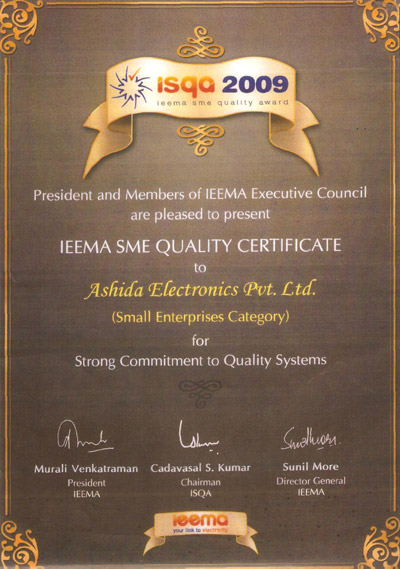 isqa 2009
ieema sme quality award
President and Members of IEEMA Executive Council
are pleased to present
IEEMA SME QUALITY CERTIFICATE
to
Ashida Electronics Pvt. Ltd.
(Small Enterprises Category)
for
Strong Commitment to Quality Systems
Murali Venkatraman Cadavasal S. Kumar Sunil More
President Chairman Director General
IEEMA ISQA IEEMA
ieema
your link to electricity